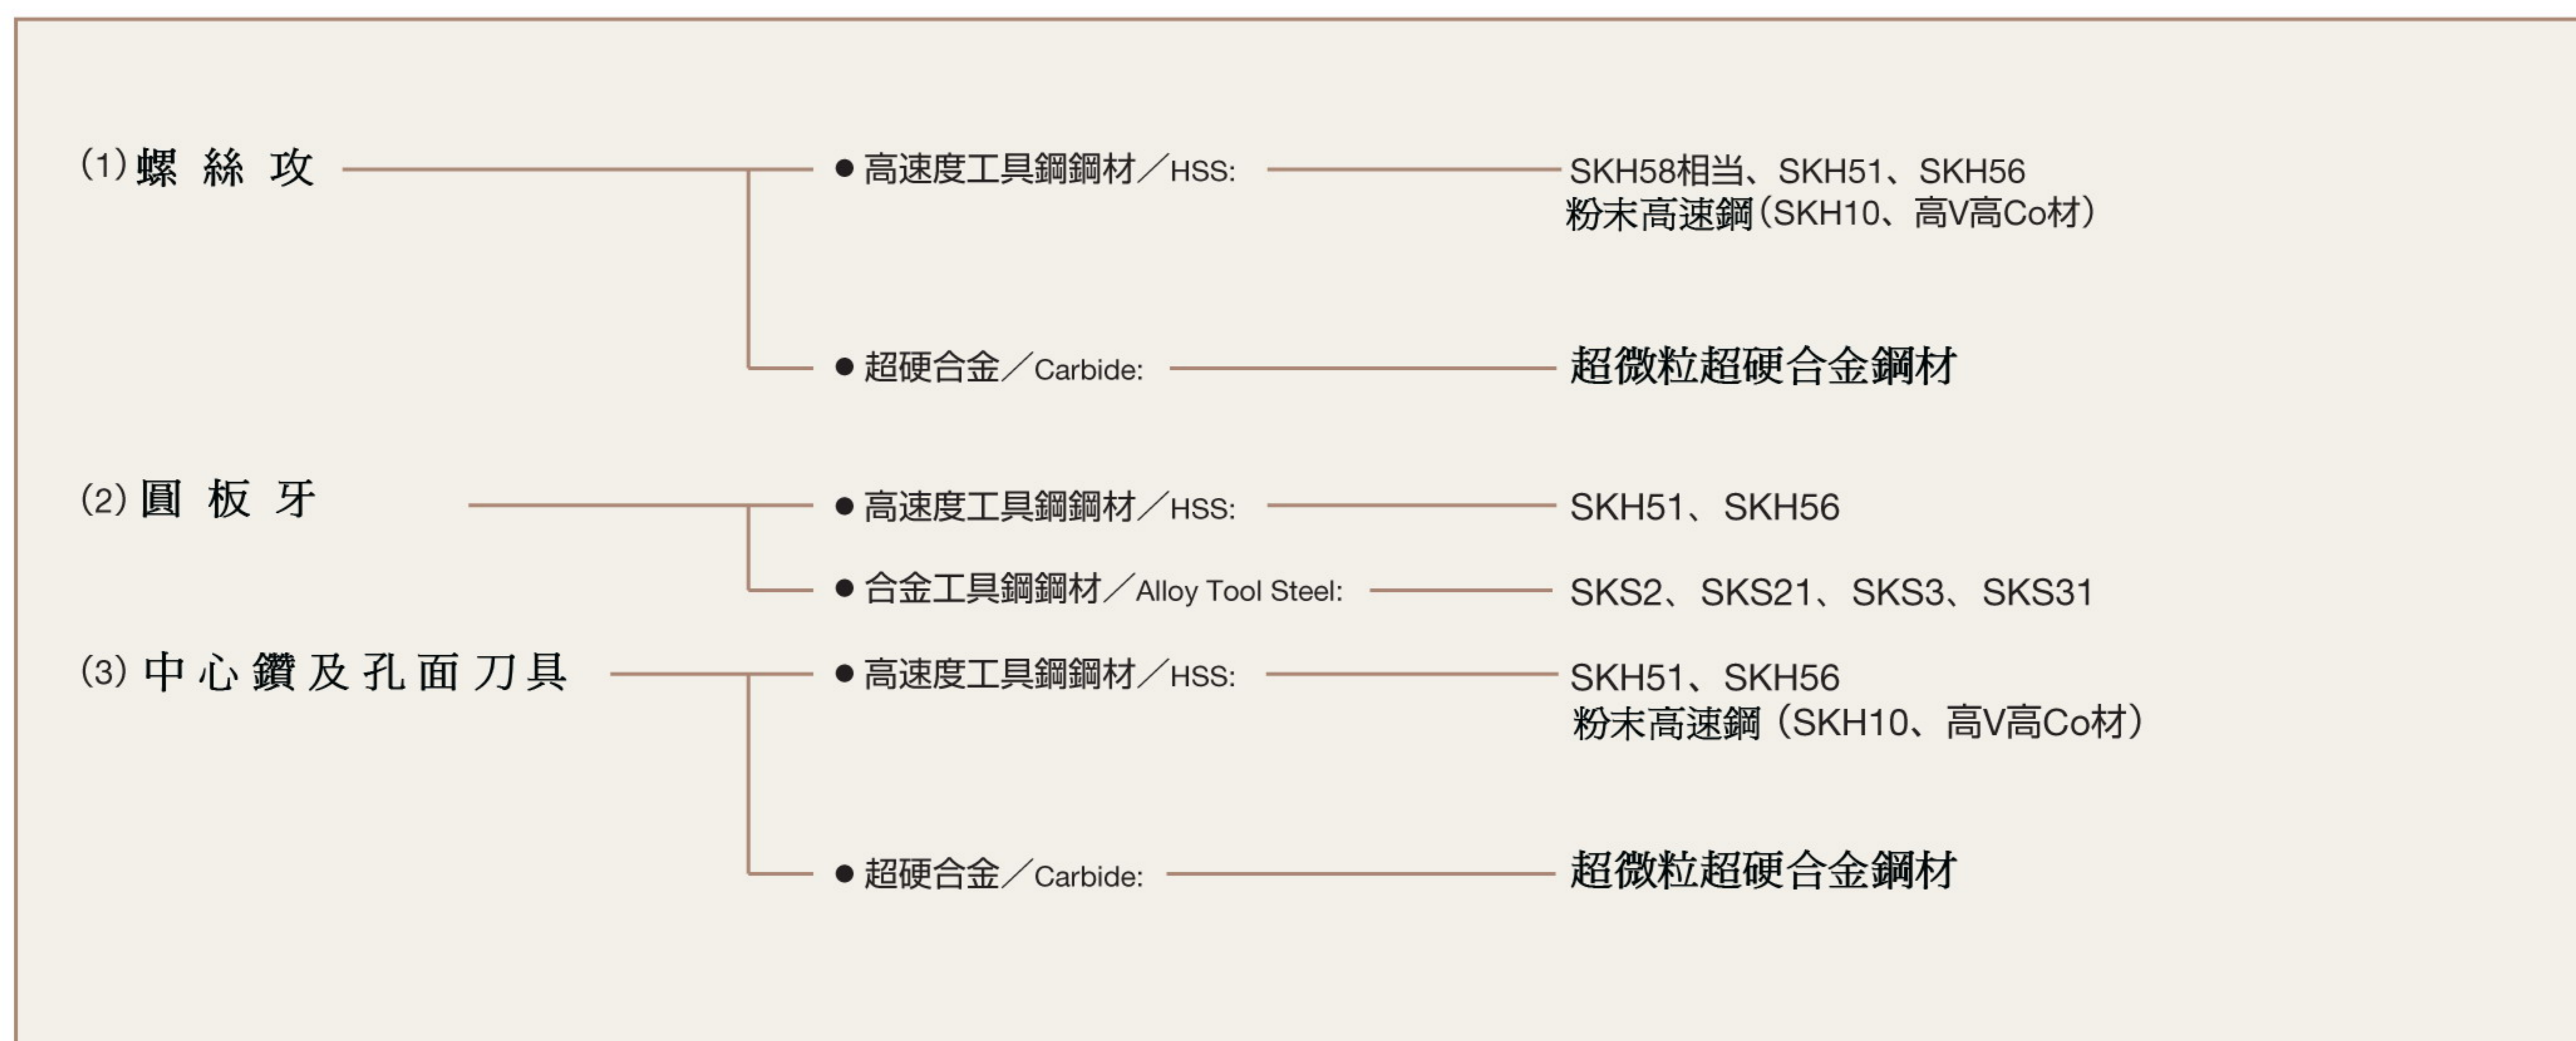 (1)螺絲攻 ●高速度工具鋼鋼材／HSS: SKH58相当、SKH51、SKH56
粉末高速鋼(SKH10、高V高Co材)
●超硬合金／Carbide: 超微粒超硬合金鋼材
(2)圓板牙 ●高速度工具鋼鋼材／HSS: SKH51、SKH56
●合金工具鋼鋼材／Alloy Tool Steel: SKS2、SKS21、SKS3、SKS31
(3)中心鑽及孔面刀具 ●高速度工具鋼鋼材／HSS: SKH51、SKH56
粉末高速鋼(SKH10、高V高Co材)
●超硬合金／Carbide: 超微粒超硬合金鋼材